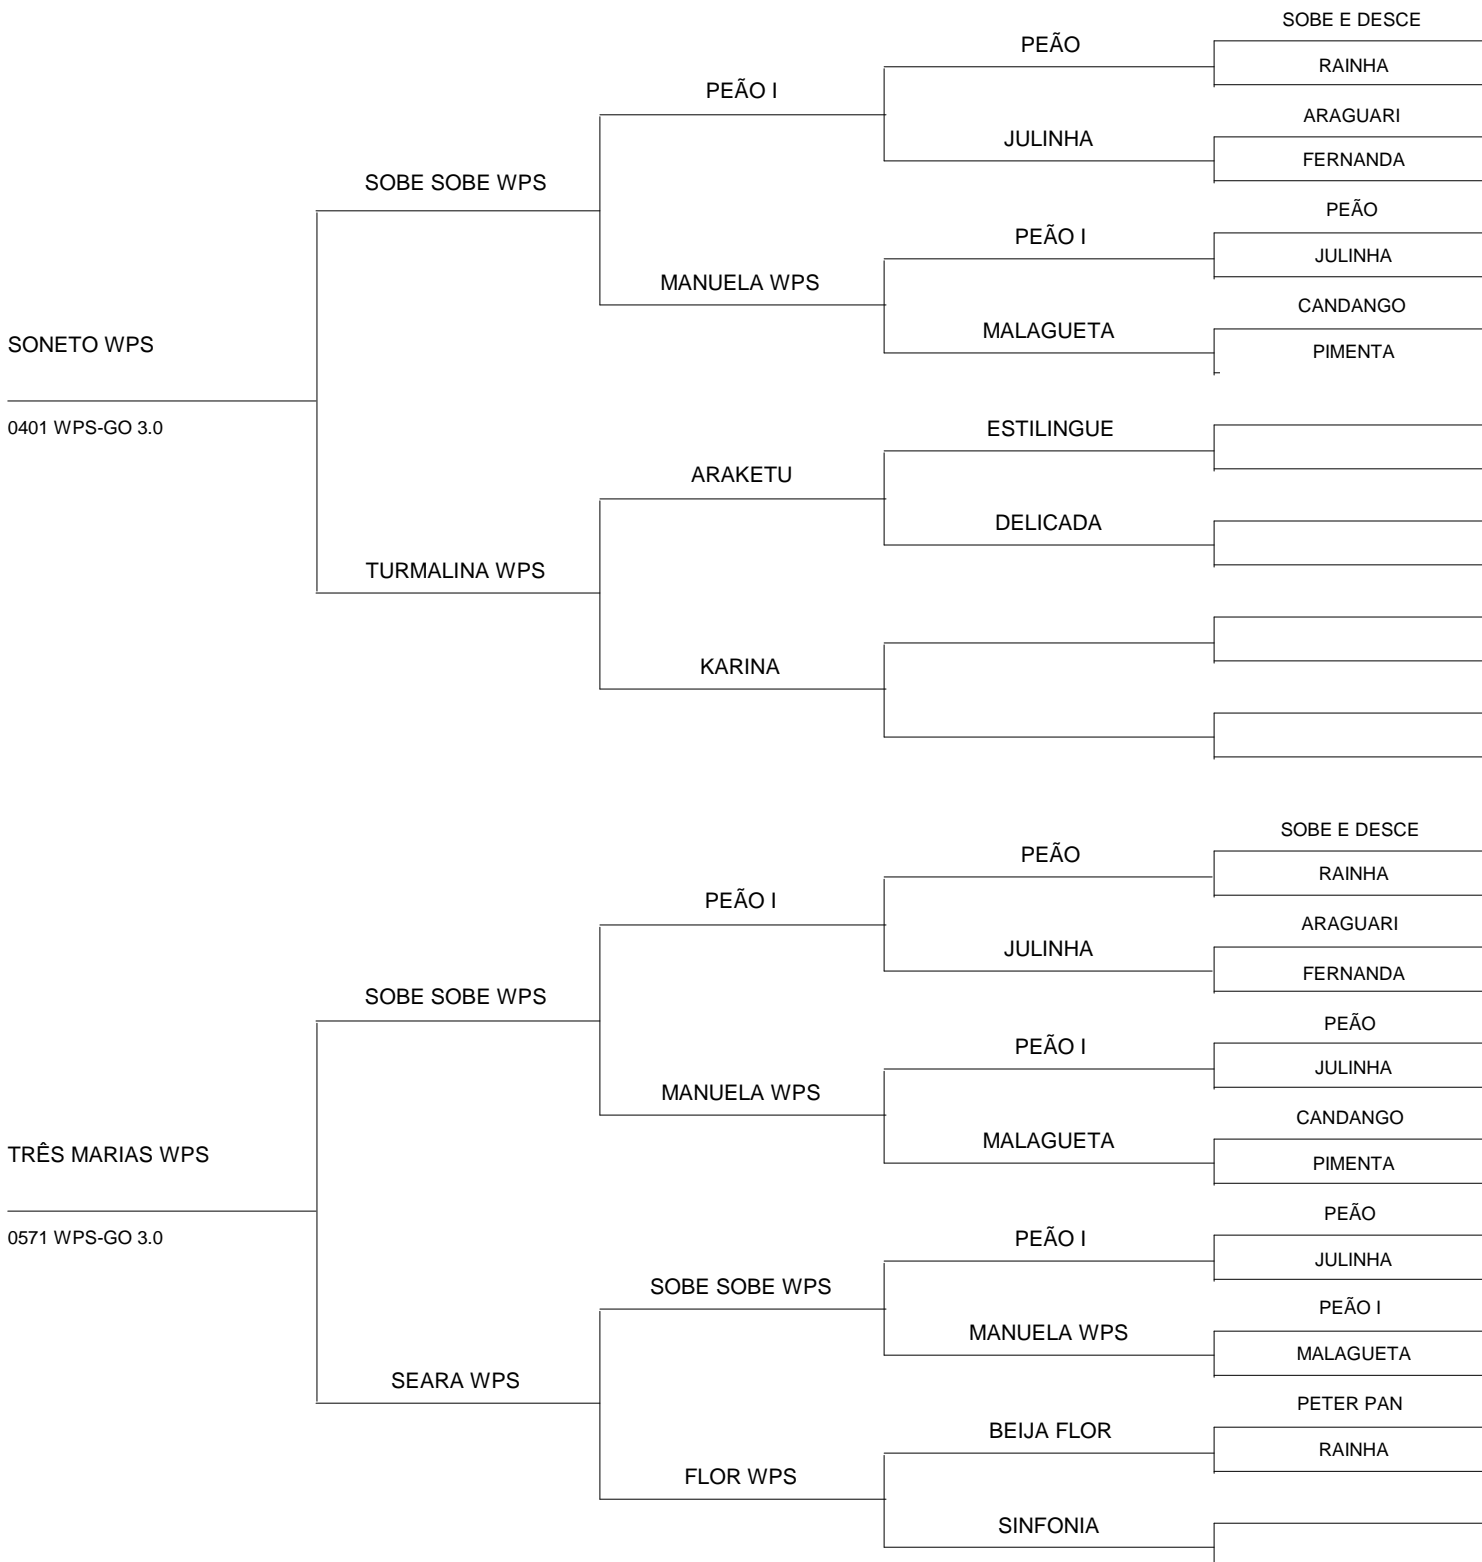 SOBE E DESCE
PEÃO
RAINHA
PEÃO I
ARAGUARI
JULINHA
FERNANDA
SOBE SOBE WPS
PEÃO
PEÃO I
JULINHA
MANUELA WPS
CANDANGO
MALAGUETA
SONETO WPS
PIMENTA
0401 WPS-GO 3.0
ESTILINGUE
ARAKETU
DELICADA
TURMALINA WPS
KARINA
SOBE E DESCE
PEÃO
RAINHA
PEÃO I
ARAGUARI
JULINHA
FERNANDA
SOBE SOBE WPS
PEÃO
PEÃO I
JULINHA
MANUELA WPS
CANDANGO
MALAGUETA
TRÊS MARIAS WPS
PIMENTA
PEÃO
0571 WPS-GO 3.0
PEÃO I
JULINHA
SOBE SOBE WPS
PEÃO I
MANUELA WPS
MALAGUETA
SEARA WPS
PETER PAN
BEIJA FLOR
RAINHA
FLOR WPS
SINFONIA